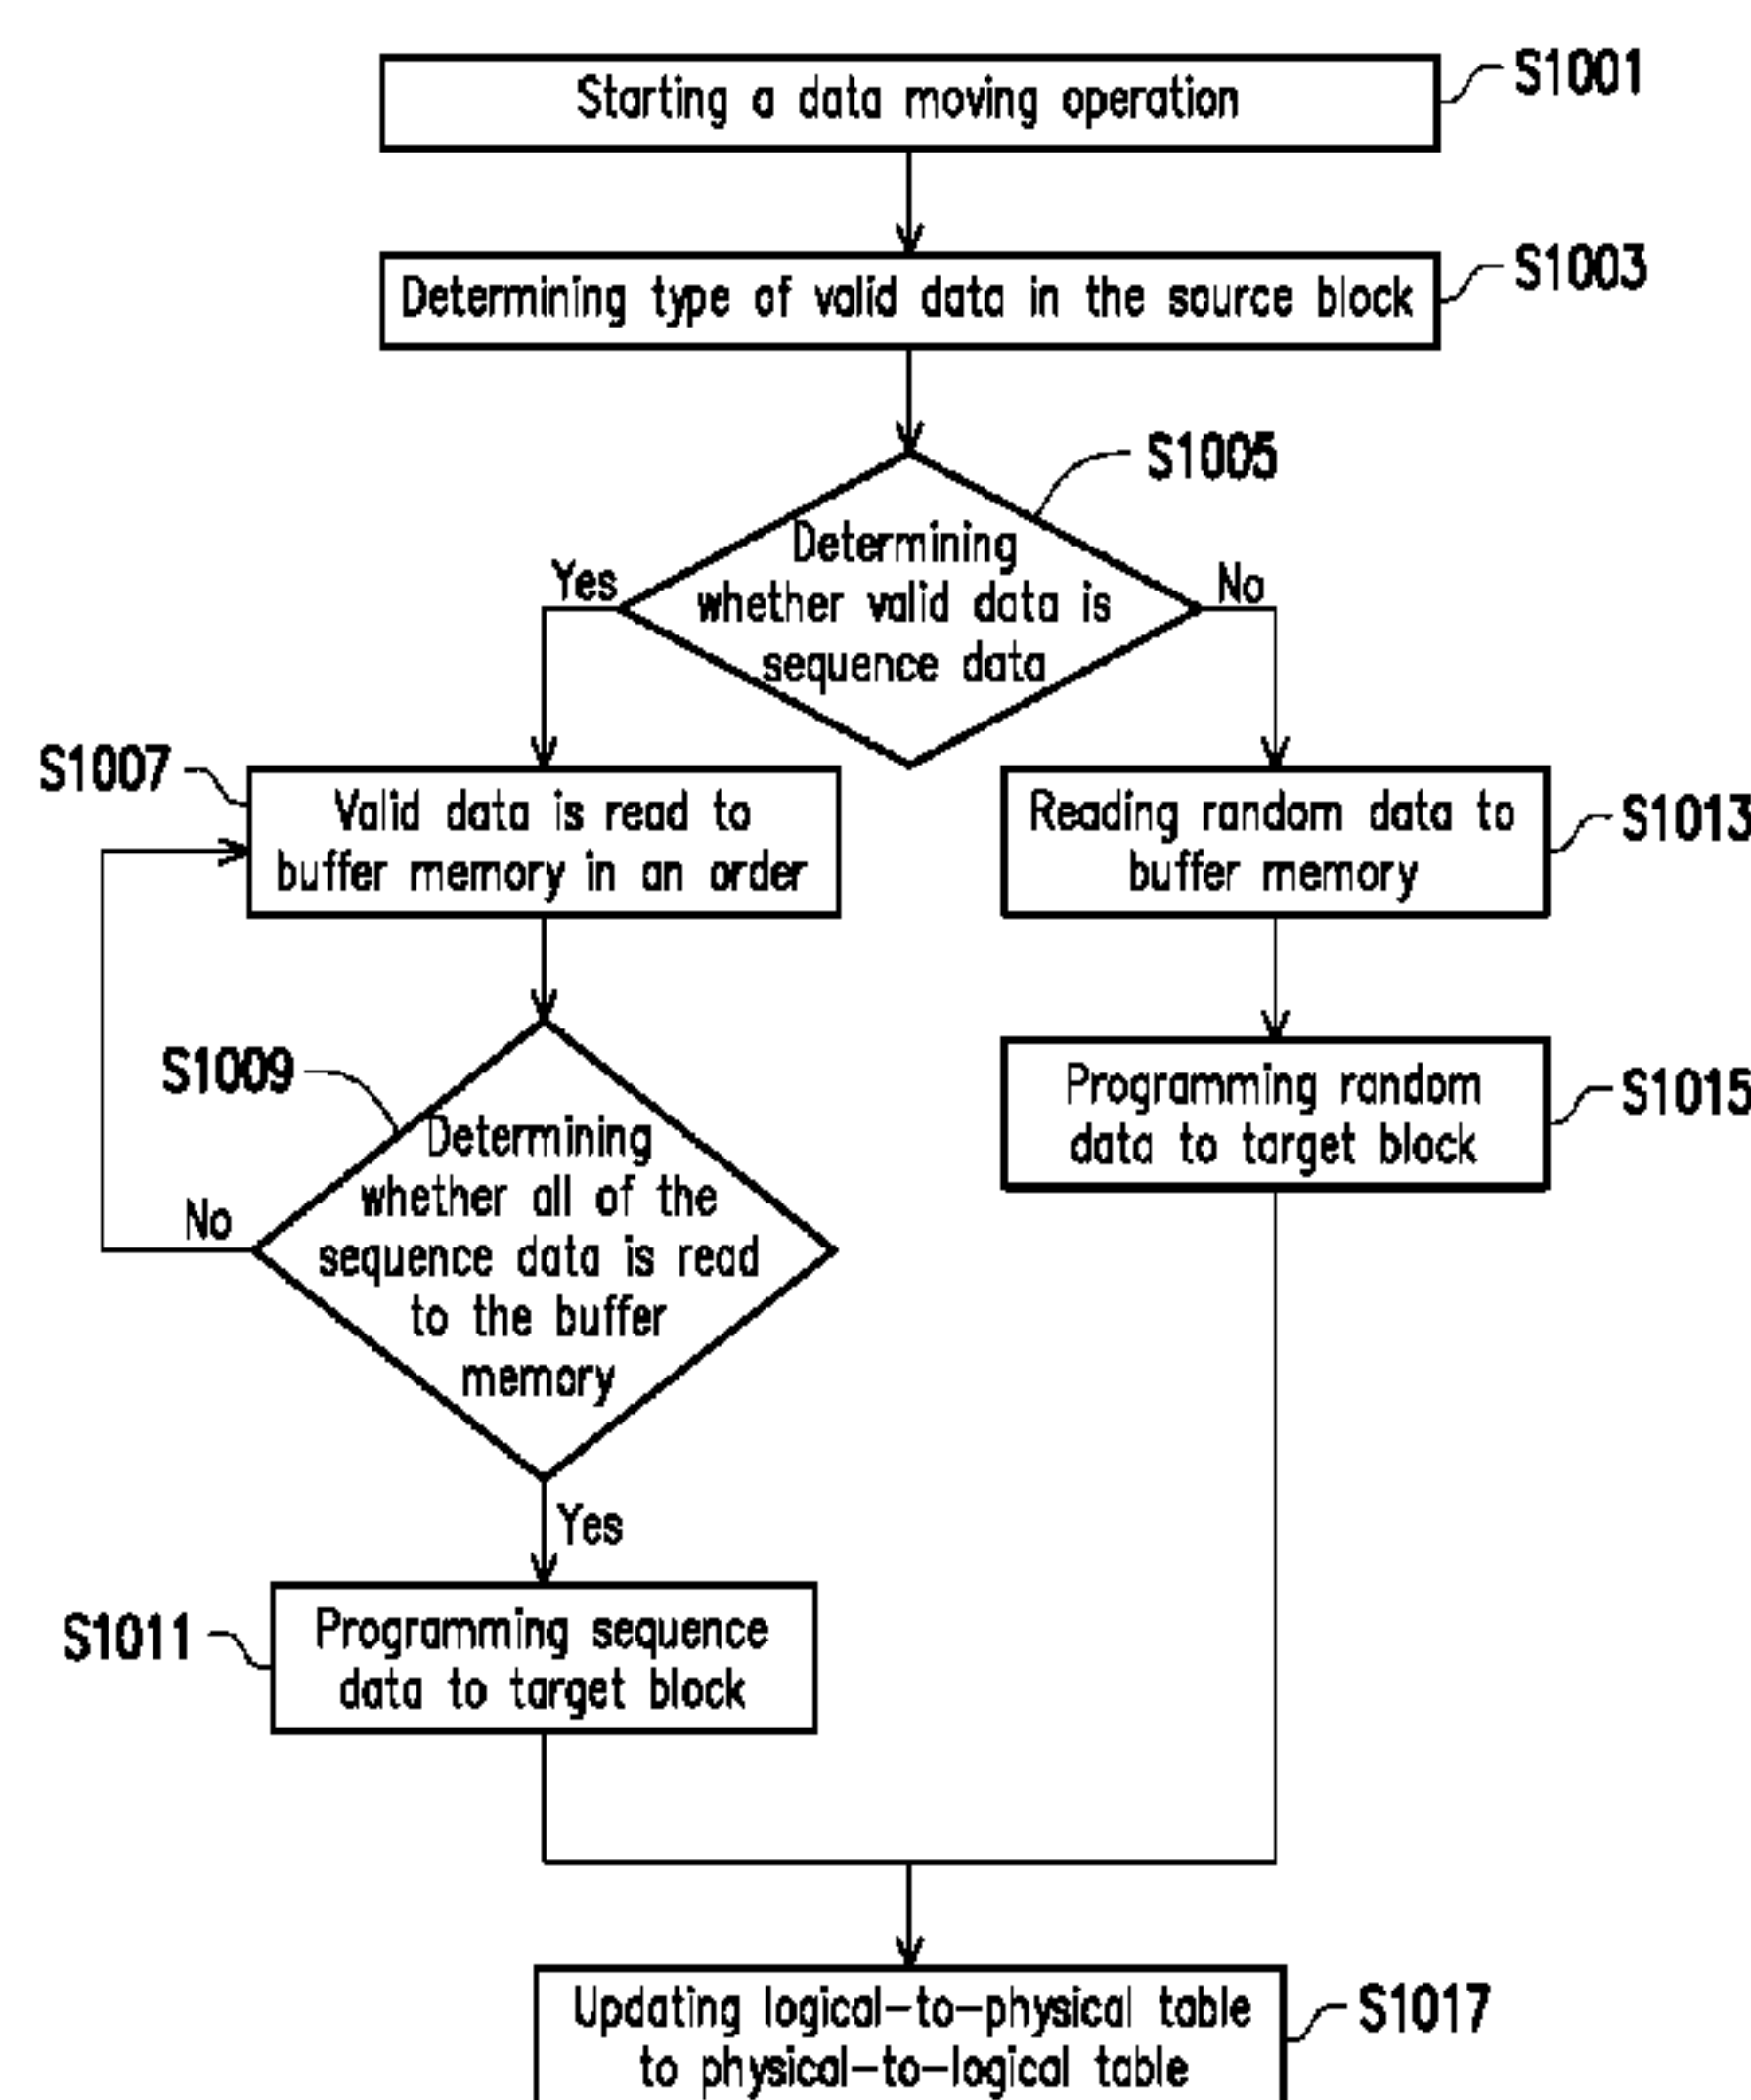 Starting a data moving operation
S1001
Determining type of valid data in the source block
S1003
S1005
Determining
whether valid data is
sequence data
Yes
No
S1007
Valid data is read to
buffer memory in an order
Reading random data to
buffer memory
S1013
S1009
Determining
whether all of the
sequence data is read
to the buffer
memory
No
Yes
Programming random
data to target block
S1015
S1011
Programming sequence
data to target block
Updating logical-to-physical table
to physical-to-logical table
S1017